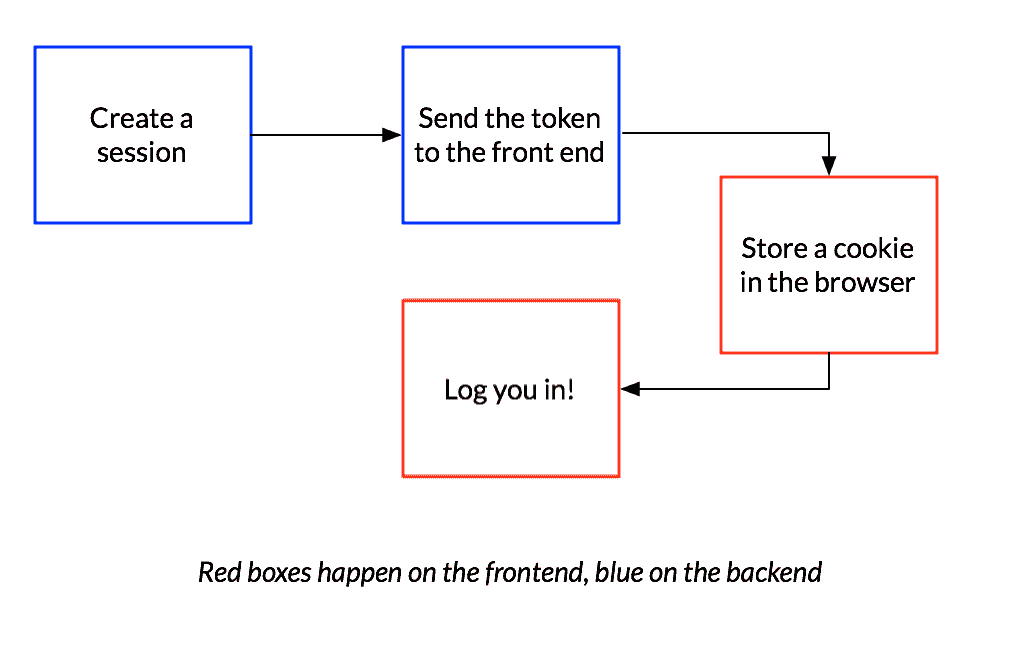 Create a
session
Send the token
to the front end
Store a cookie
in the browser
Log you in!
Red boxes happen on the frontend, blue on the backend